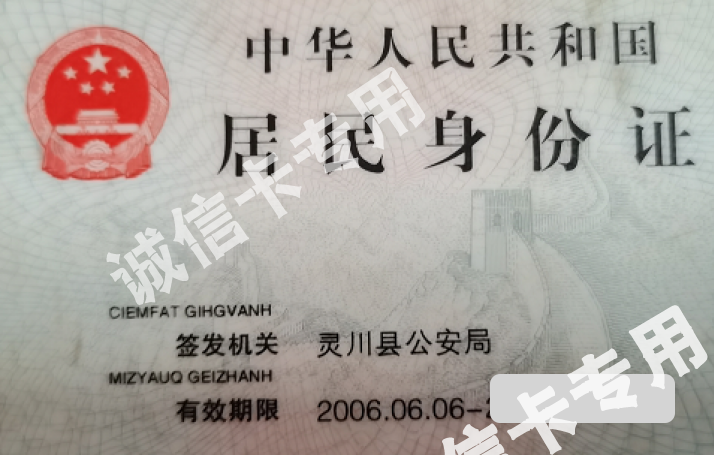 中华人民共和国
居民身份证
诚信卡专用
CIEMFAT GIHGVANH
签发机关 灵川县公安局
MIZYAUQ GEIZHANH
有效期限 2006.06.06-2
信卡专用